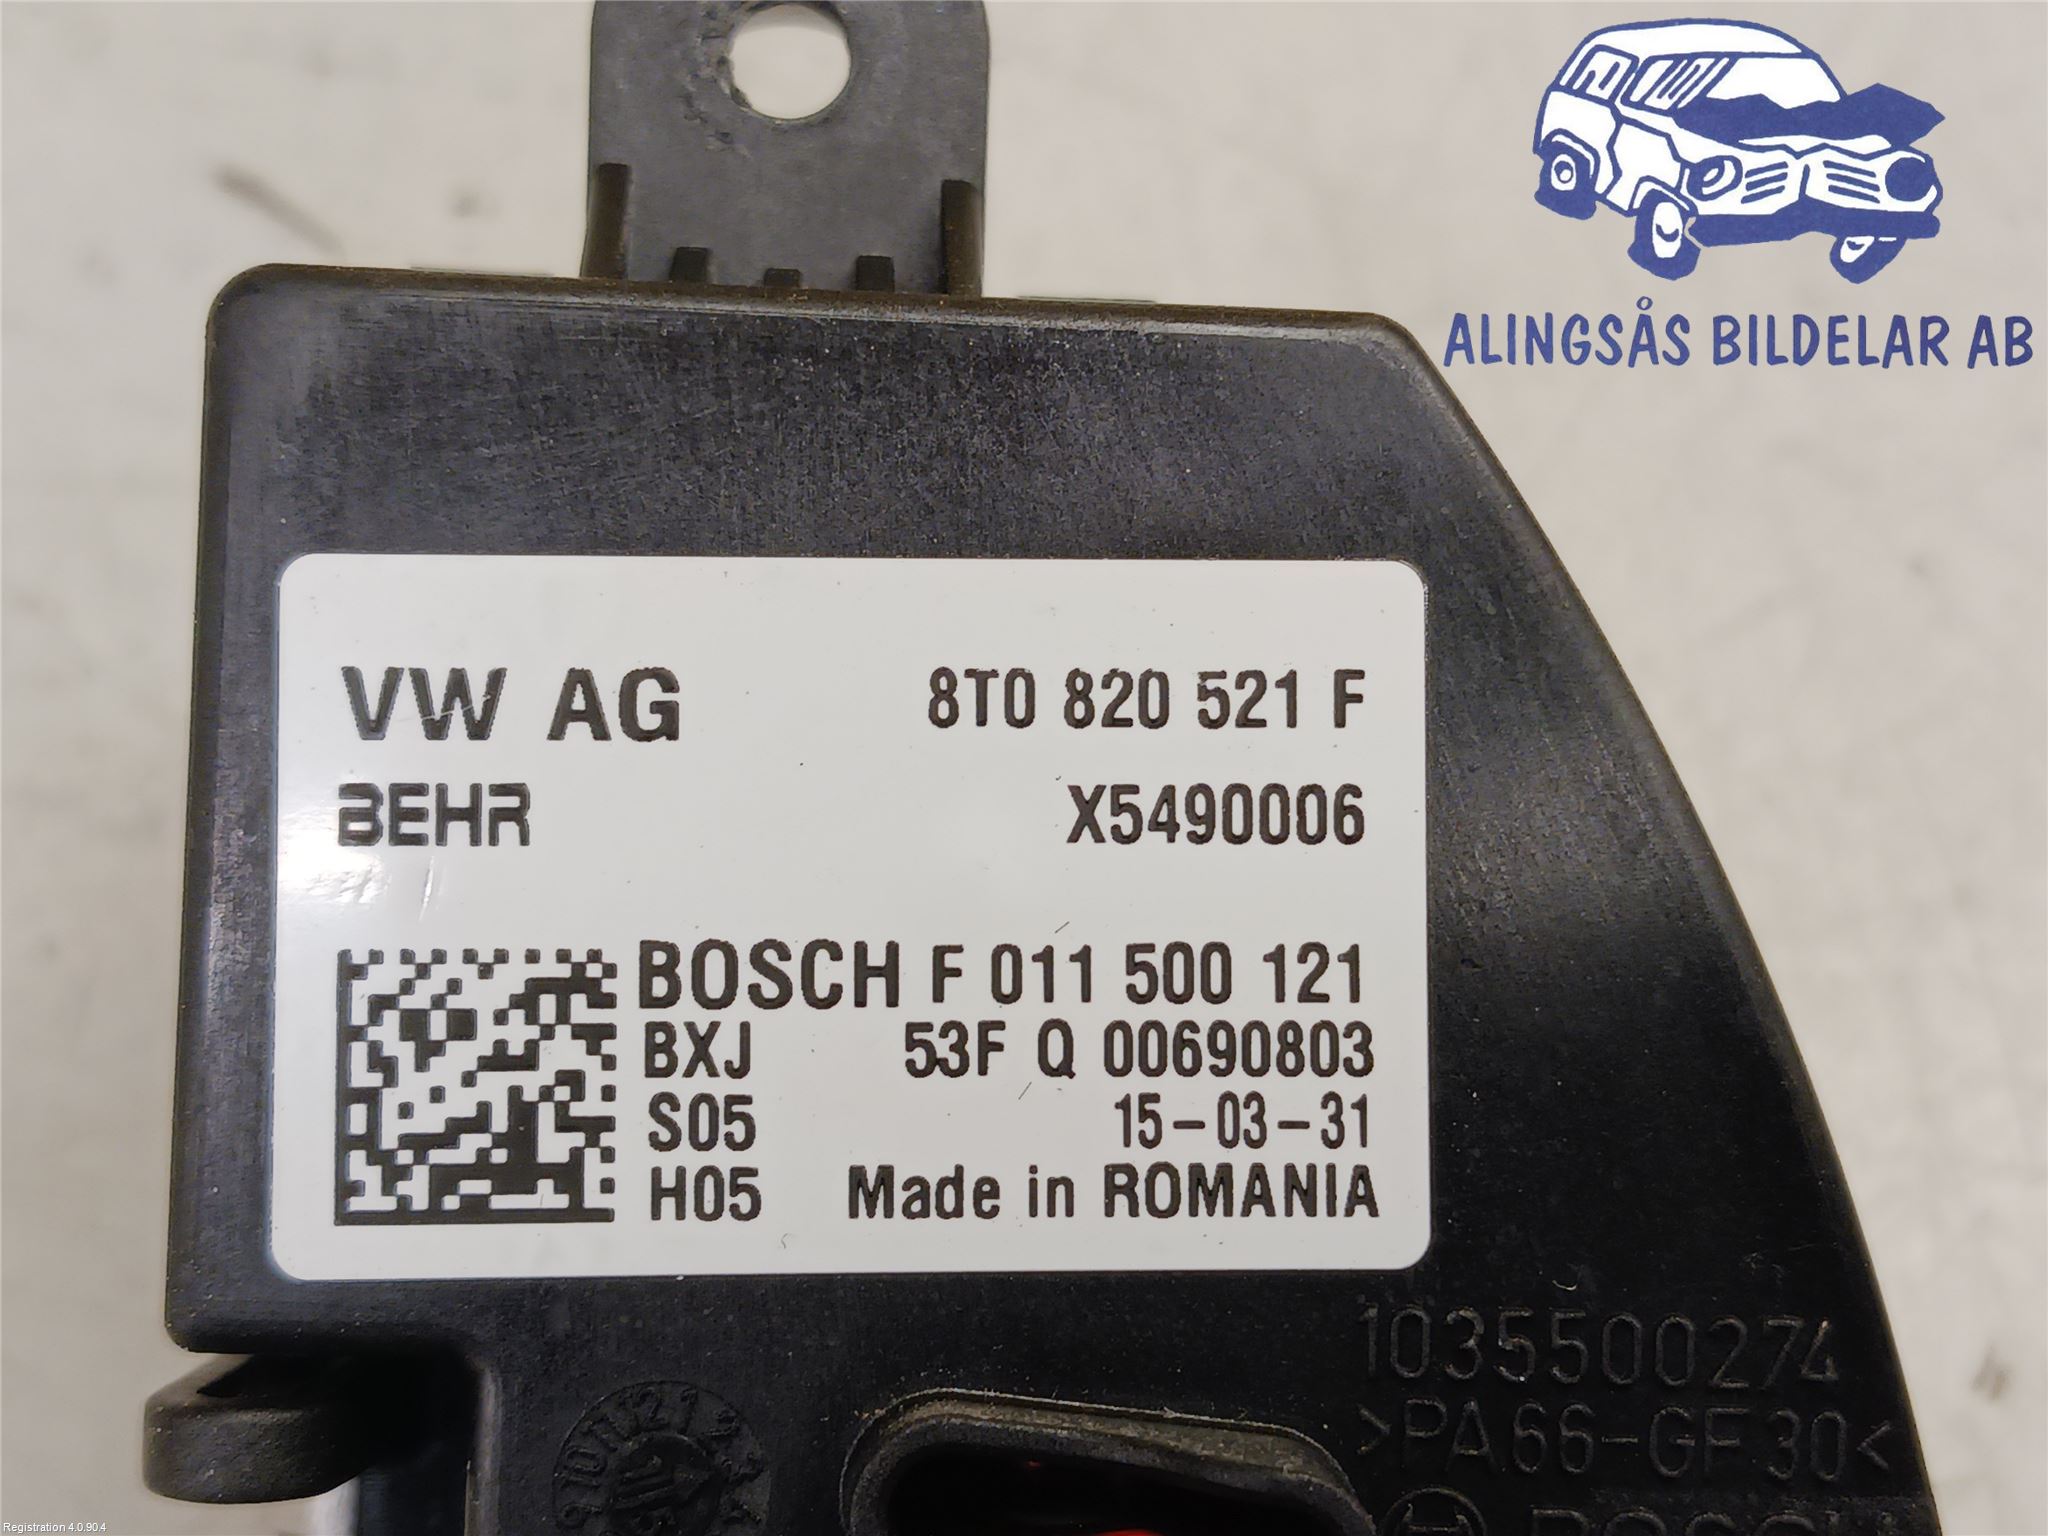 ALINGSÅS BILDELAR AB
VW AG 8T0 820 521 F
BEHR X5490006
BOSCH F 011 500 121
BXJ 53F Q 00690803
S05 15-03-31
H05 Made in ROMANIA
1035500274
>PA66-GF30<
BOSCH
Registration 4.0.90.4